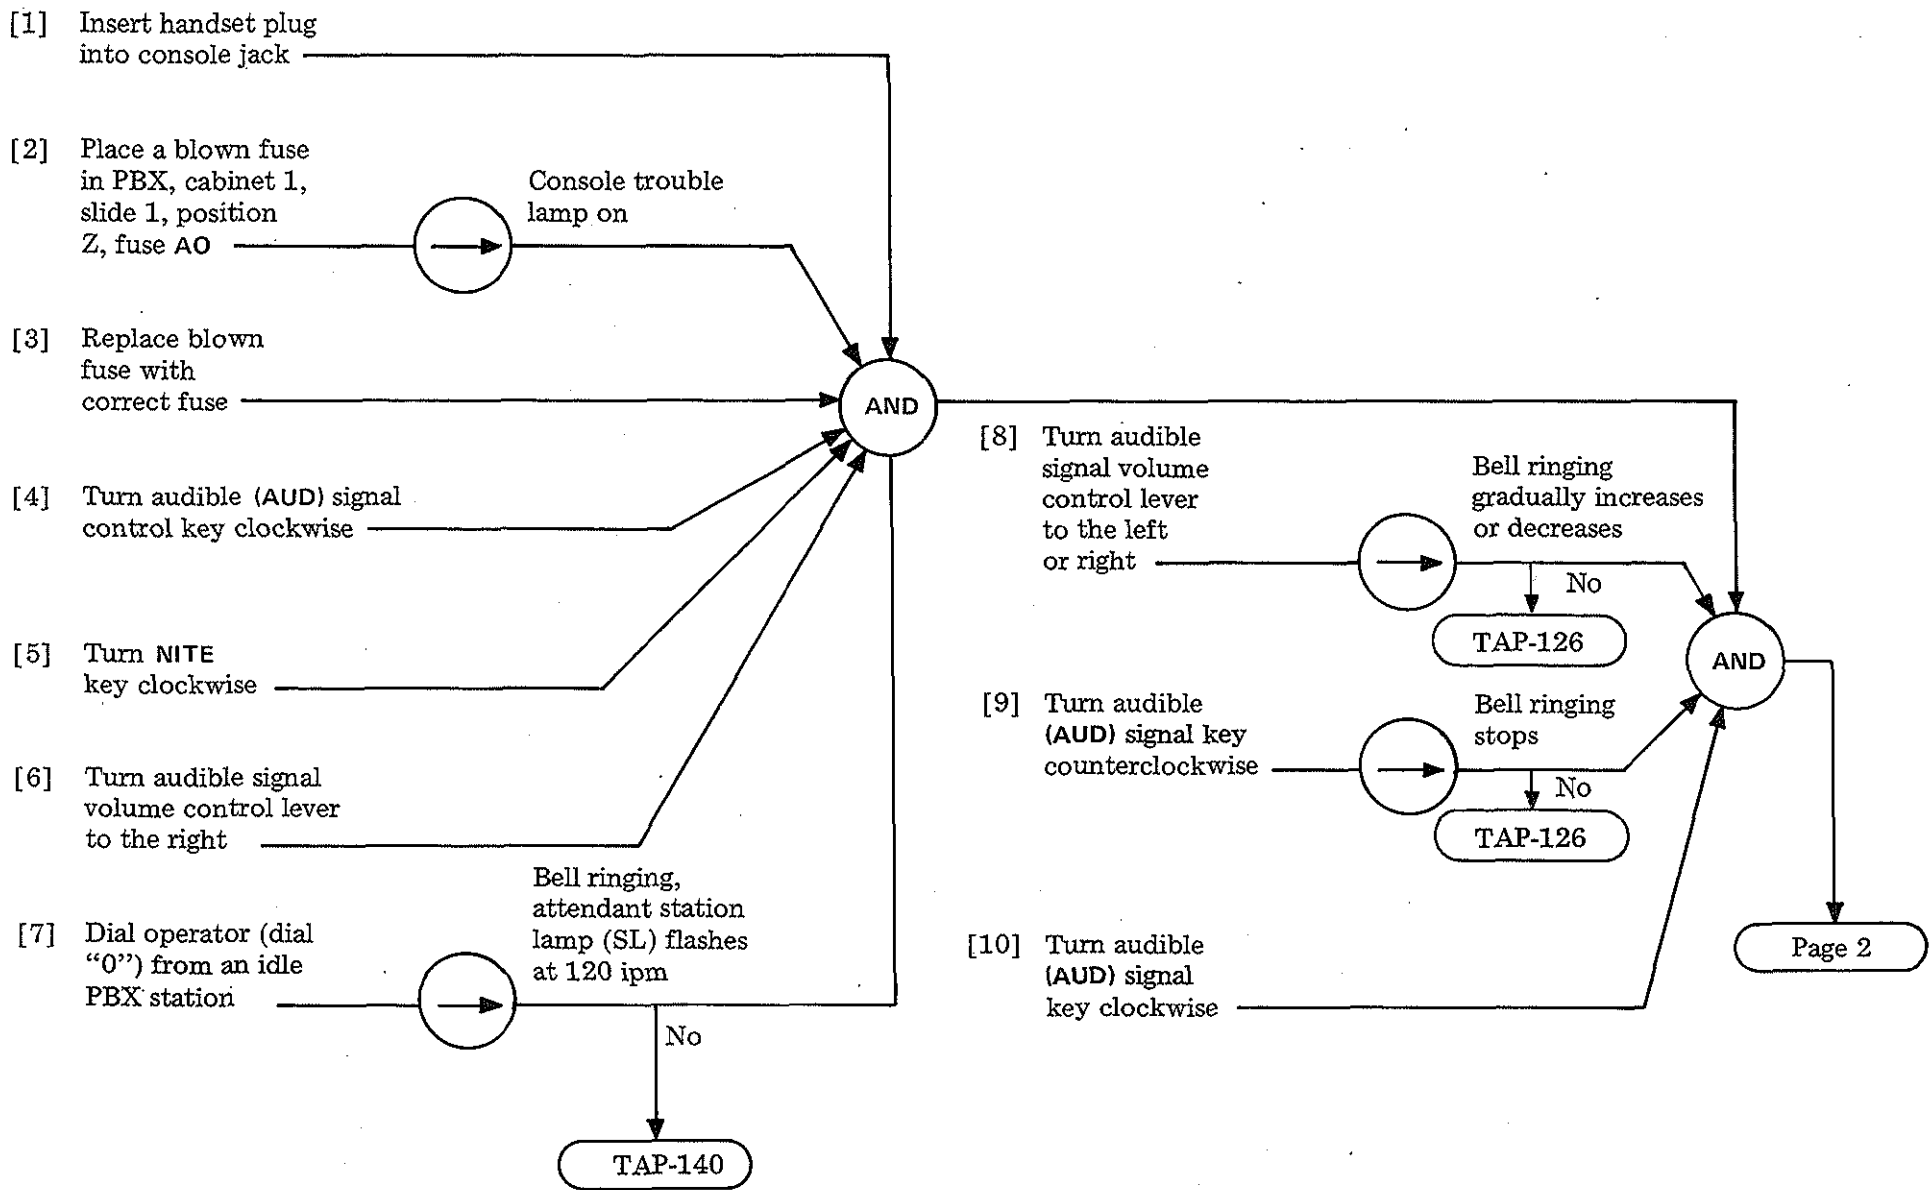 [1] Insert handset plug
into console jack
[2] Place a blown fuse
in PBX, cabinet 1,
slide 1, position
Z, fuse AO
Console trouble
lamp on
[3] Replace blown
fuse with
correct fuse
[4] Turn audible (AUD) signal
control key clockwise
[5] Turn NITE
key clockwise
[6] Turn audible signal
volume control lever
to the right
[7] Dial operator (dial
“0”) from an idle
PBX station
Bell ringing,
attendant station
lamp (SL) flashes
at 120 ipm
No
TAP-140
AND
[8] Turn audible
signal volume
control lever
to the left
or right
Bell ringing
gradually increases
or decreases
No
TAP-126
[9] Turn audible
(AUD) signal key
counterclockwise
Bell ringing
stops
No
TAP-126
[10] Turn audible
(AUD) signal
key clockwise
AND
Page 2